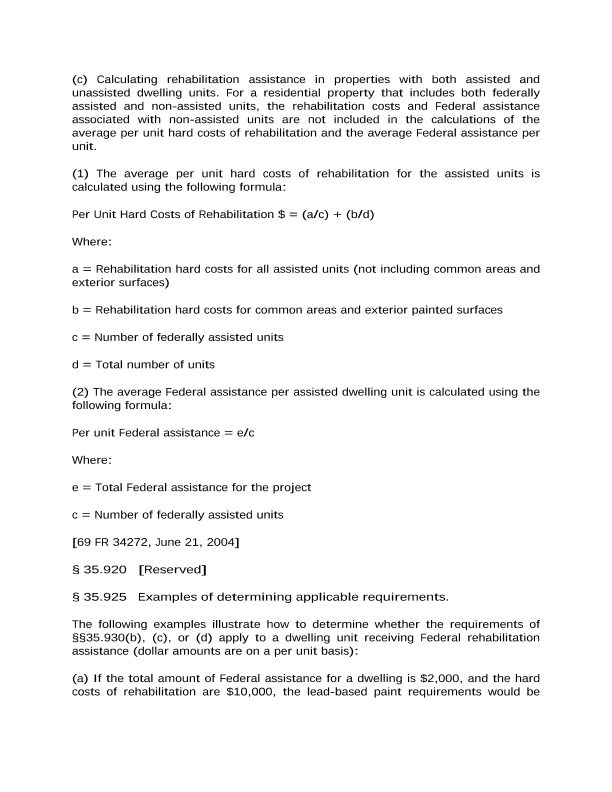 (c) Calculating rehabilitation assistance in properties with both assisted and
unassisted dwelling units. For a residential property that includes both federally
assisted and non-assisted units, the rehabilitation costs and Federal assistance
associated with non-assisted units are not included in the calculations of the
average per unit hard costs of rehabilitation and the average Federal assistance per
unit.
(1) The average per unit hard costs of rehabilitation for the assisted units is
calculated using the following formula:
Per Unit Hard Costs of Rehabilitation $ = (a/c) + (b/d)
Where:
a = Rehabilitation hard costs for all assisted units (not including common areas and
exterior surfaces)
b = Rehabilitation hard costs for common areas and exterior painted surfaces
c = Number of federally assisted units
d = Total number of units
(2) The average Federal assistance per assisted dwelling unit is calculated using the
following formula:
Per unit Federal assistance = e/c
Where:
e = Total Federal assistance for the project
c = Number of federally assisted units
[69 FR 34272, June 21, 2004]
§ 35.920 [Reserved]
§ 35.925 Examples of determining applicable requirements.
The following examples illustrate how to determine whether the requirements of
§§35.930(b), (c), or (d) apply to a dwelling unit receiving Federal rehabilitation
assistance (dollar amounts are on a per unit basis):
(a) If the total amount of Federal assistance for a dwelling is $2,000, and the hard
costs of rehabilitation are $10,000, the lead-based paint requirements would be